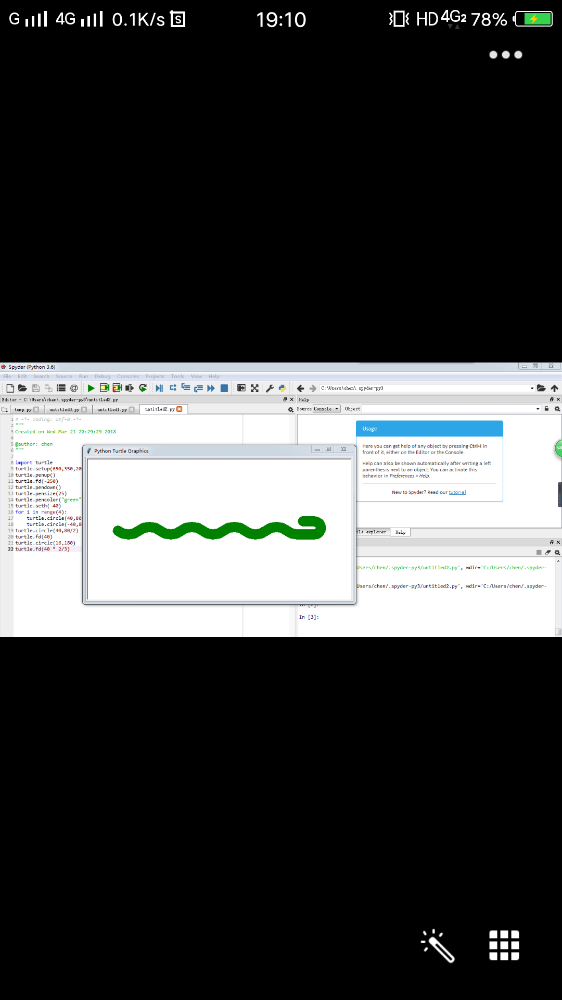 G 4G 0.1K/s 19:10 HD 4G2 78%
Spyder (Python 3.6)
File Edit Search Source Run Debug Consoles Projects Tools View Help
C:\Users\chen\.spyder-py3
Editor - C:\Users\chen\.spyder-py3\untitled2.py
temp.py untitled0.py untitled1.py untitled2.py
1 # -*- coding: utf-8 -*-
2 """
3 Created on Wed Mar 21 20:29:29 2018
4
5 @author: chen
6 """
7
8 import turtle
9 turtle.setup(650,350,20
10 turtle.penup()
11 turtle.fd(-250)
12 turtle.pendown()
13 turtle.pensize(25)
14 turtle.pencolor("green"
15 turtle.seth(-40)
16 for i in range(4):
17 turtle.circle(40,80
18 turtle.circle(-40,8
19 turtle.circle(40,80/2)
20 turtle.fd(40)
21 turtle.circle(16,180)
22 turtle.fd(40 * 2/3)
Python Turtle Graphics
Help
Source Console Object
Usage
Here you can get help of any object by pressing Ctrl+I in
front of it, either on the Editor or the Console.
Help can also be shown automatically after writing a left
parenthesis next to an object. You can activate this
behavior in Preferences > Help.
New to Spyder? Read our tutorial
58
ile explorer Help
Users/chen/.spyder-py3/untitled2.py', wdir='C:/Users/chen/.spyder-
Users/chen/.spyder-py3/untitled2.py', wdir='C:/Users/chen/.spyder-
In [2]:
In [3]: